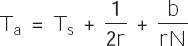 Tₐ = Tₛ + 1/2r + b/rN